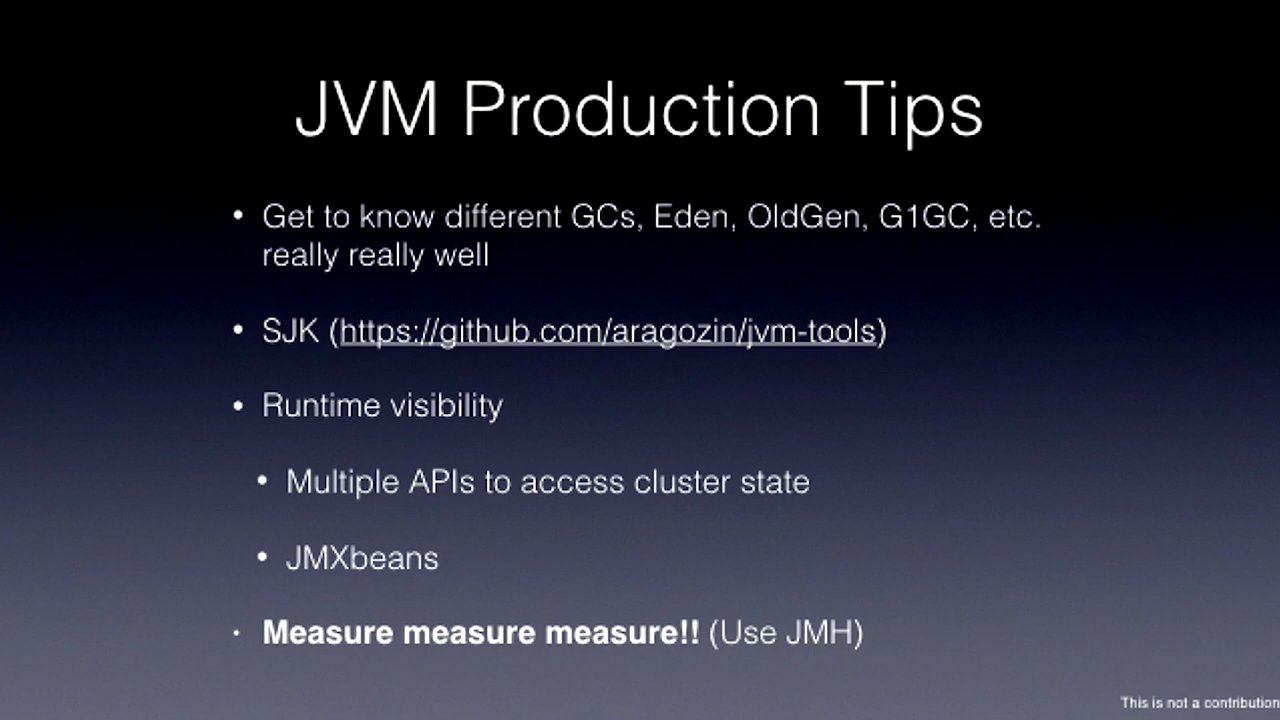 JVM Production Tips
• Get to know different GCs, Eden, OldGen, G1GC, etc.
really really well
• SJK (https://github.com/aragozin/jvm-tools)
• Runtime visibility
• Multiple APIs to access cluster state
• JMXbeans
• Measure measure measure!! (Use JMH)
This is not a contribution